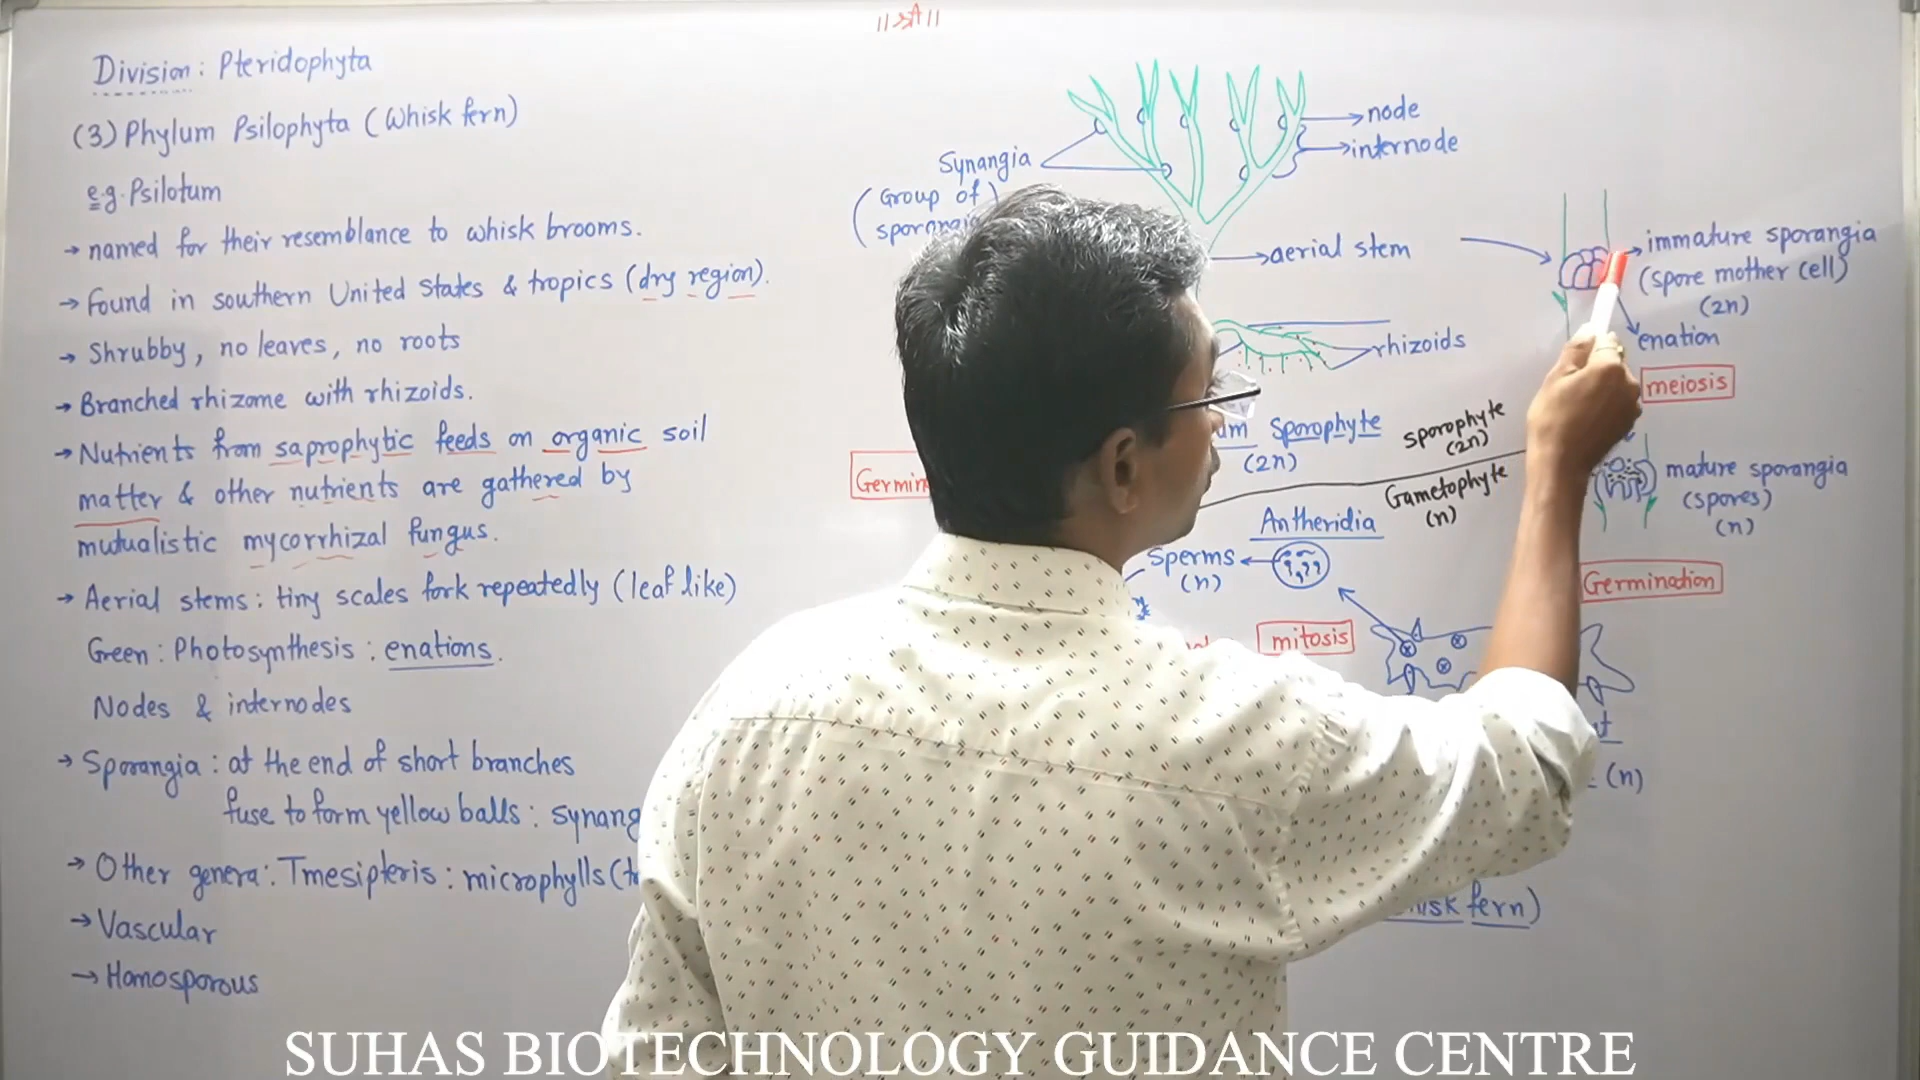 ॥ श्री ॥
Division : Pteridophyta
(3) Phylum Psilophyta (Whisk fern)
e.g. Psilotum
→ named for their resemblance to whisk brooms.
→ found in southern United States & tropics (dry region).
→ Shrubby, no leaves, no roots
→ Branched rhizome with rhizoids.
→ Nutrients from saprophytic feeds on organic soil
matter & other nutrients are gathered by
mutualistic mycorrhizal fungus.
→ Aerial stems : tiny scales fork repeatedly (leaf like)
Green : Photosynthesis : enations.
Nodes & internodes
→ Sporangia : at the end of short branches
fuse to form yellow balls : synang
→ Other genera : Tmesipteris : microphylls (
→ Vascular
→ Homosporous
node
internode
Synangia
(Group of
sporangia
aerial stem
rhizoids
Sporophyte
(2n)
immature sporangia
(spore mother cell)
(2n)
enation
meiosis
sporophyte
(2n)
Gametophyte
(n)
mature sporangia
(spores)
(n)
Germin
Antheridia
Sperms
(n)
mitosis
Germination
(n)
fern)
SUHAS BIOTECHNOLOGY GUIDANCE CENTRE